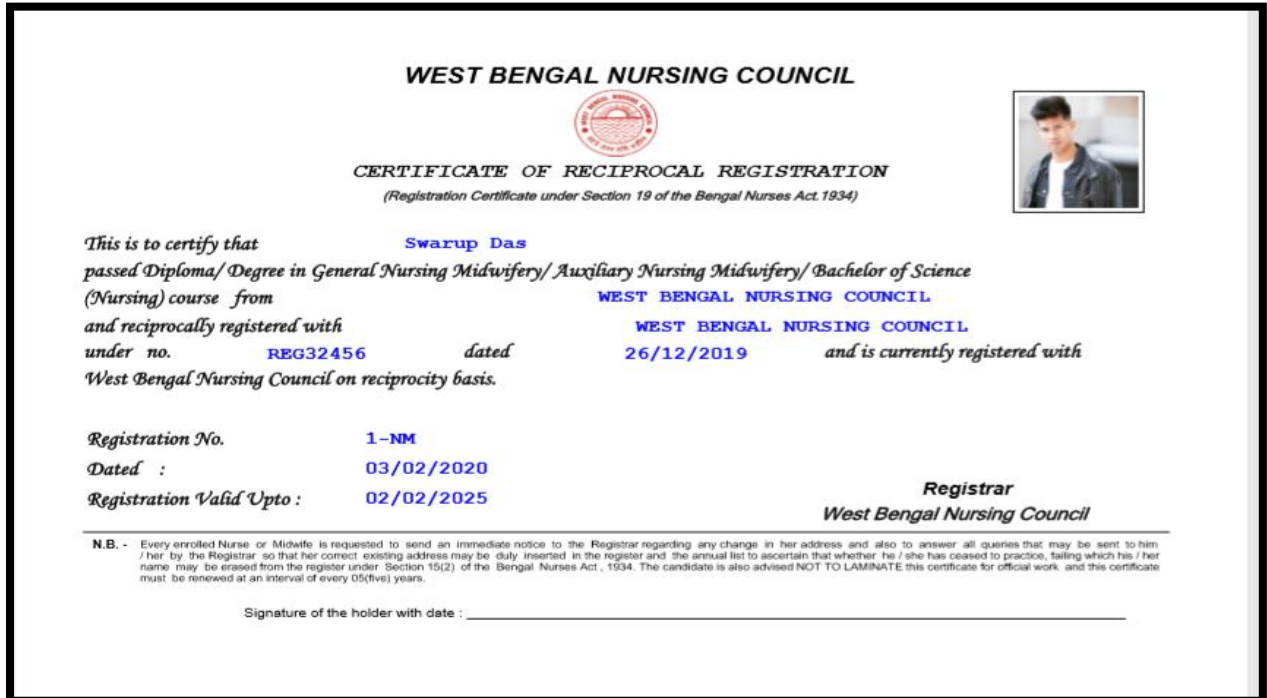 WEST BENGAL NURSING COUNCIL
CERTIFICATE OF RECIPROCAL REGISTRATION
(Registration Certificate under Section 19 of the Bengal Nurses Act.1934)
This is to certify that Swarup Das
passed Diploma/ Degree in General Nursing Midwifery/ Auxiliary Nursing Midwifery/ Bachelor of Science
(Nursing) course from WEST BENGAL NURSING COUNCIL
and reciprocally registered with WEST BENGAL NURSING COUNCIL
under no. REG32456 dated 26/12/2019 and is currently registered with
West Bengal Nursing Council on reciprocity basis.
Registration No. 1-NM
Dated : 03/02/2020
Registration Valid Upto : 02/02/2025
Registrar
West Bengal Nursing Council
N.B. - Every enrolled Nurse or Midwife is requested to send an immediate notice to the Registrar regarding any change in her address and also to answer all queries that may be sent to him
/ her by the Registrar so that her correct existing address may be duly inserted in the register and the annual list to ascertain that whether he / she has ceased to practice, failing which his / her
name may be erased from the register under Section 15(2) of the Bengal Nurses Act , 1934. The candidate is also advised NOT TO LAMINATE this certificate for official work and this certificate
must be renewed at an interval of every 05(five) years.
Signature of the holder with date :